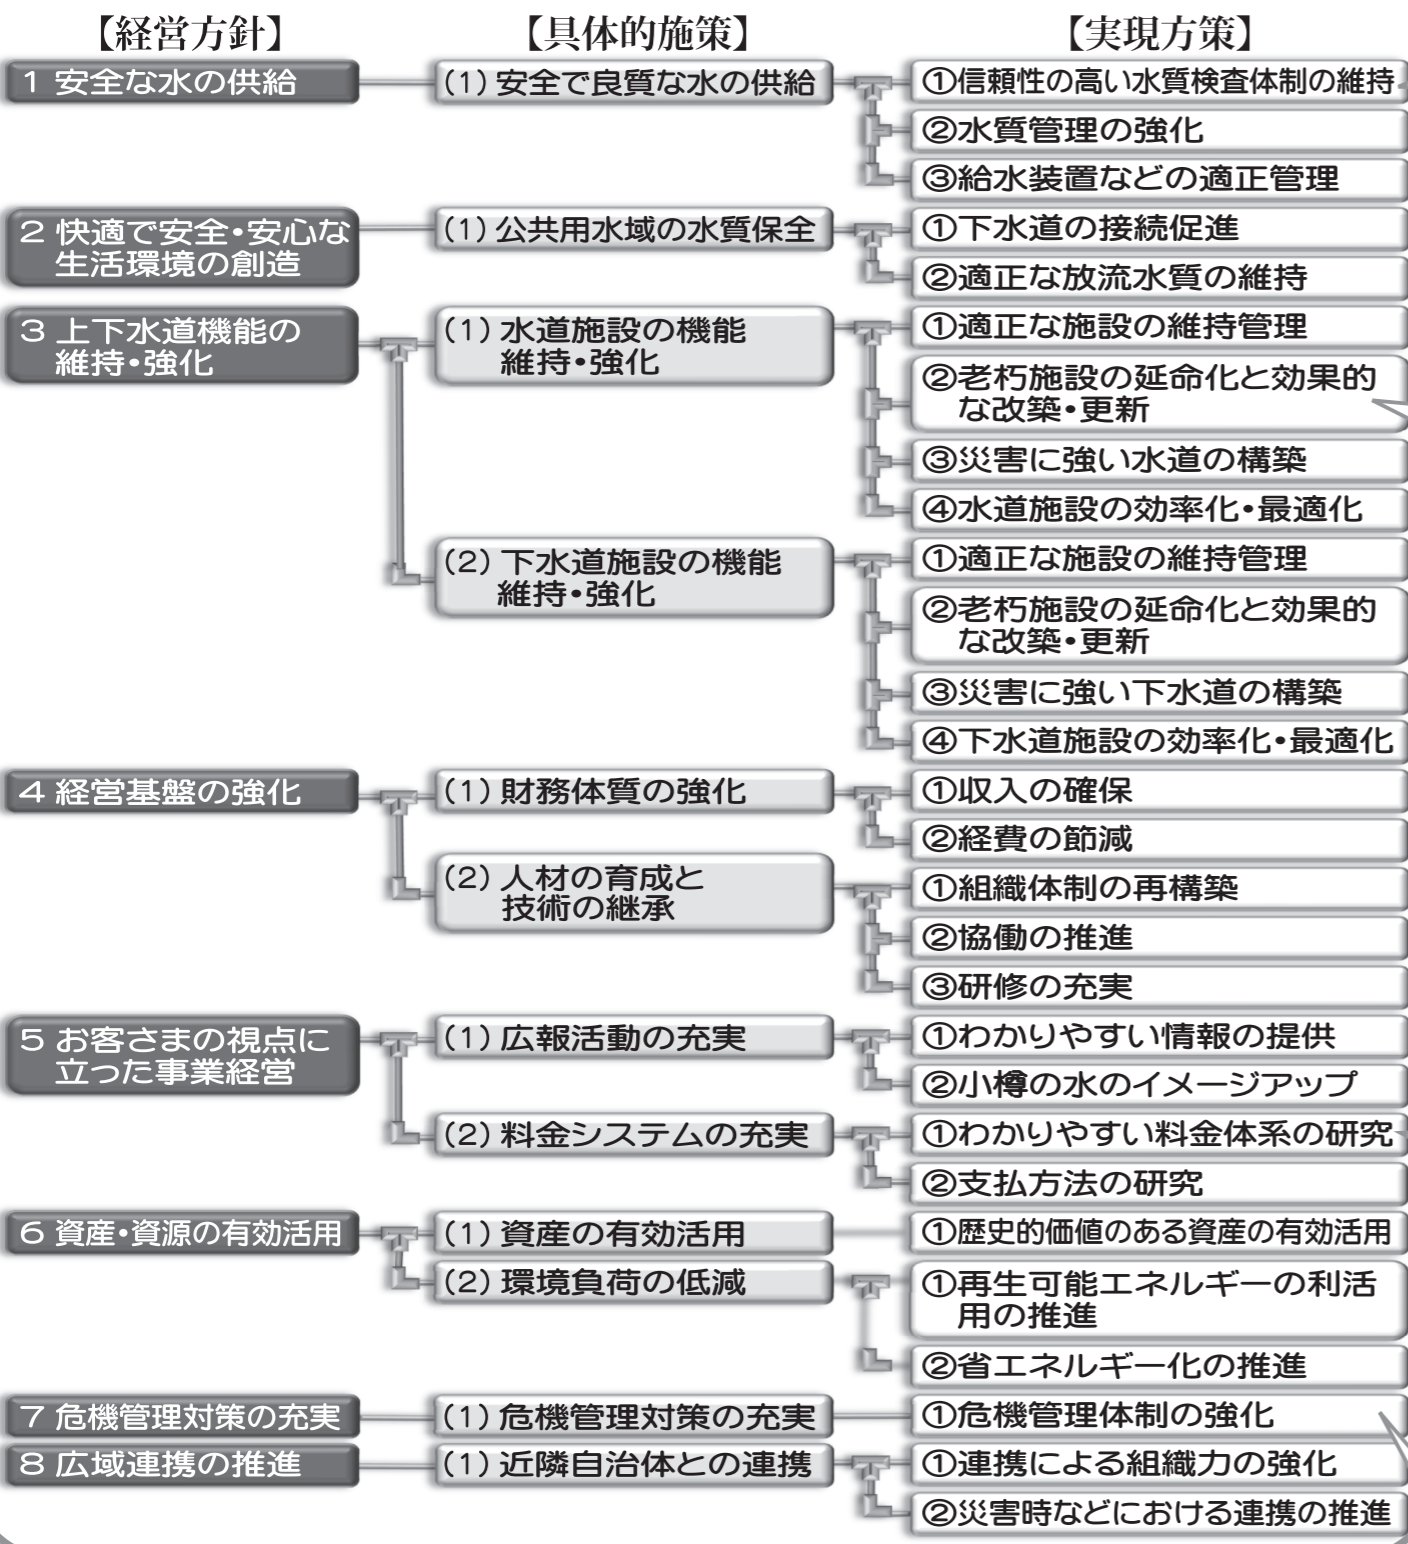 【経営方針】
【具体的施策】
【実現方策】
1 安全な水の供給
(1) 安全で良質な水の供給
①信頼性の高い水質検査体制の維持
②水質管理の強化
③給水装置などの適正管理
2 快適で安全・安心な
生活環境の創造
(1) 公共用水域の水質保全
①下水道の接続促進
②適正な放流水質の維持
3 上下水道機能の
維持・強化
(1) 水道施設の機能
維持・強化
①適正な施設の維持管理
②老朽施設の延命化と効果的
な改築・更新
③災害に強い水道の構築
④水道施設の効率化・最適化
(2) 下水道施設の機能
維持・強化
①適正な施設の維持管理
②老朽施設の延命化と効果的
な改築・更新
③災害に強い下水道の構築
④下水道施設の効率化・最適化
4 経営基盤の強化
(1) 財務体質の強化
①収入の確保
②経費の節減
(2) 人材の育成と
技術の継承
①組織体制の再構築
②協働の推進
③研修の充実
5 お客さまの視点に
立った事業経営
(1) 広報活動の充実
①わかりやすい情報の提供
②小樽の水のイメージアップ
(2) 料金システムの充実
①わかりやすい料金体系の研究
②支払方法の研究
6 資産・資源の有効活用
(1) 資産の有効活用
①歴史的価値のある資産の有効活用
(2) 環境負荷の低減
①再生可能エネルギーの利活
用の推進
②省エネルギー化の推進
7 危機管理対策の充実
(1) 危機管理対策の充実
①危機管理体制の強化
8 広域連携の推進
(1) 近隣自治体との連携
①連携による組織力の強化
②災害時などにおける連携の推進